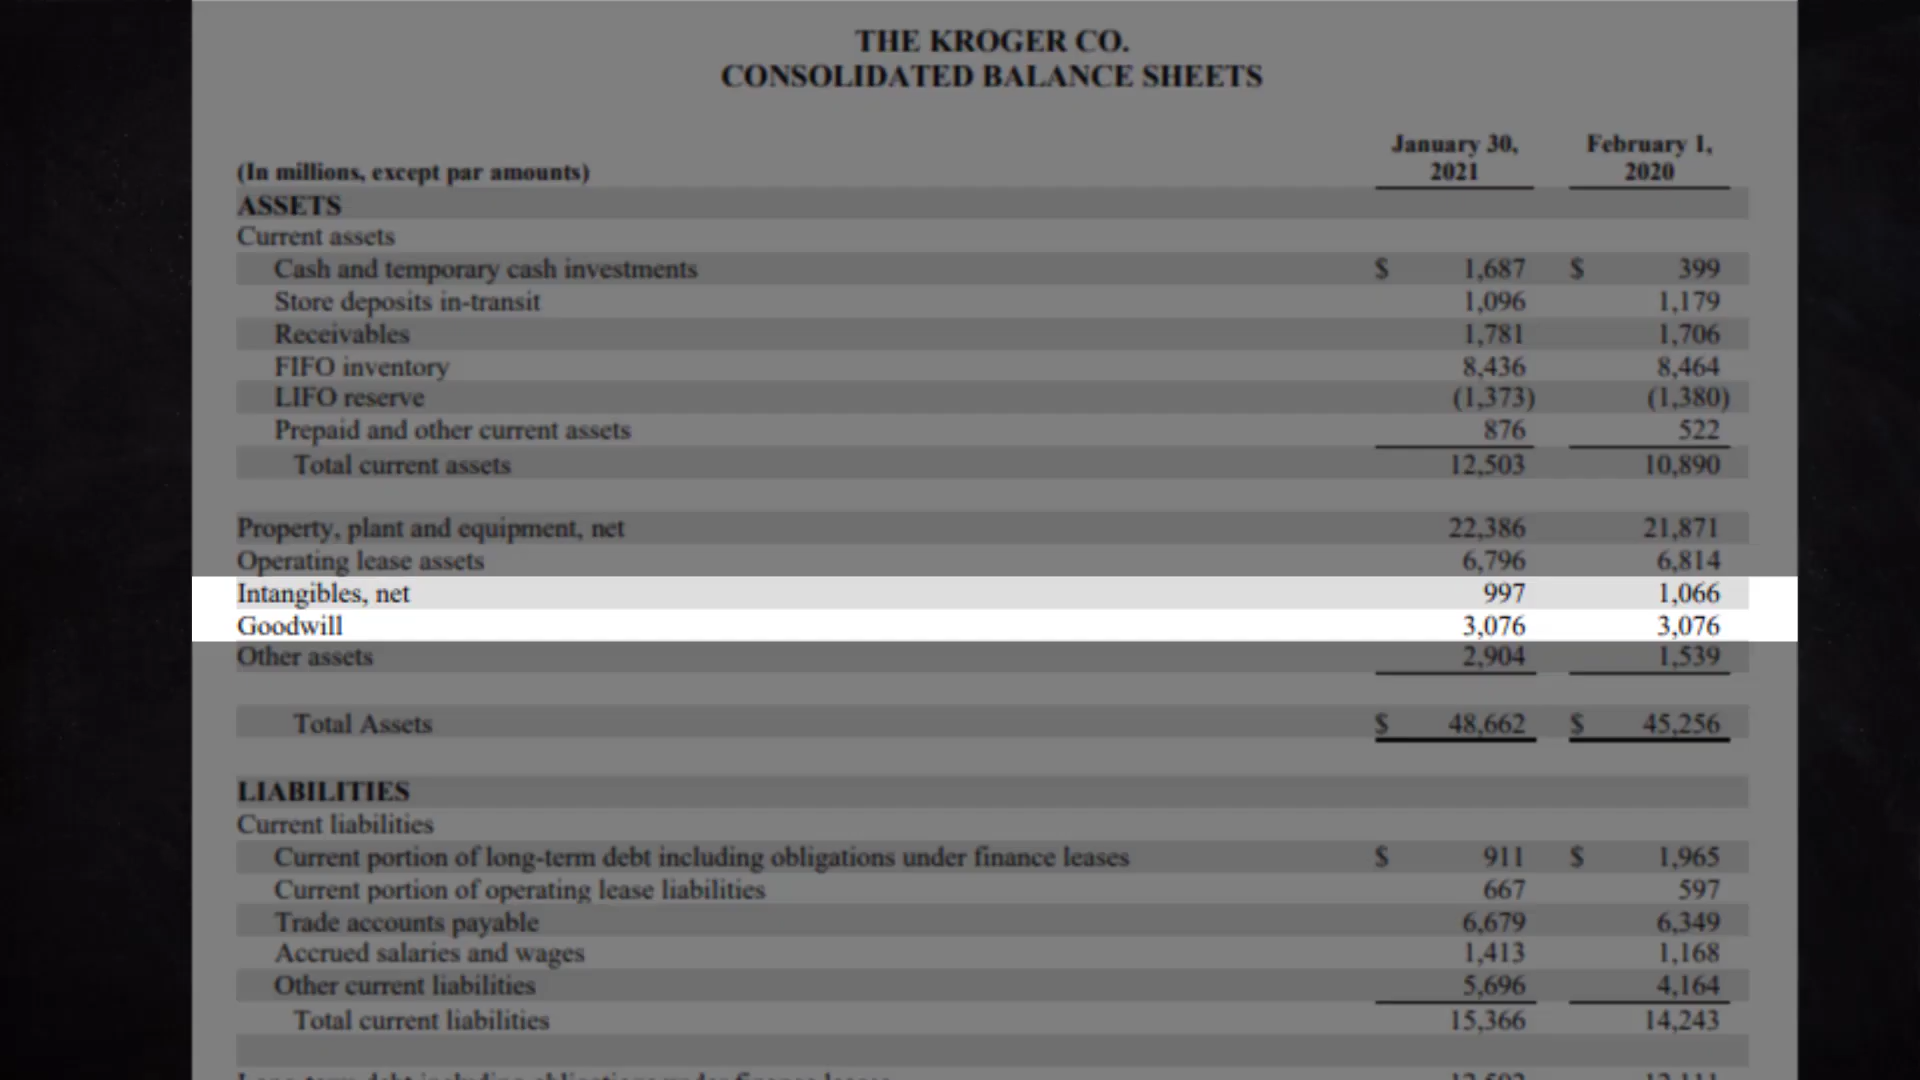 THE KROGER CO.
CONSOLIDATED BALANCE SHEETS
January 30, February 1,
(In millions, except par amounts) 2021 2020
ASSETS
Current assets
Cash and temporary cash investments $ 1,687 $ 399
Store deposits in-transit 1,096 1,179
Receivables 1,781 1,706
FIFO inventory 8,436 8,464
LIFO reserve (1,373) (1,380)
Prepaid and other current assets 876 522
Total current assets 12,503 10,890
Property, plant and equipment, net 22,386 21,871
Operating lease assets 6,796 6,814
Intangibles, net 997 1,066
Goodwill 3,076 3,076
Other assets 2,904 1,539
Total Assets $ 48,662 $ 45,256
LIABILITIES
Current liabilities
Current portion of long-term debt including obligations under finance leases $ 911 $ 1,965
Current portion of operating lease liabilities 667 597
Trade accounts payable 6,679 6,349
Accrued salaries and wages 1,413 1,168
Other current liabilities 5,696 4,164
Total current liabilities 15,366 14,243